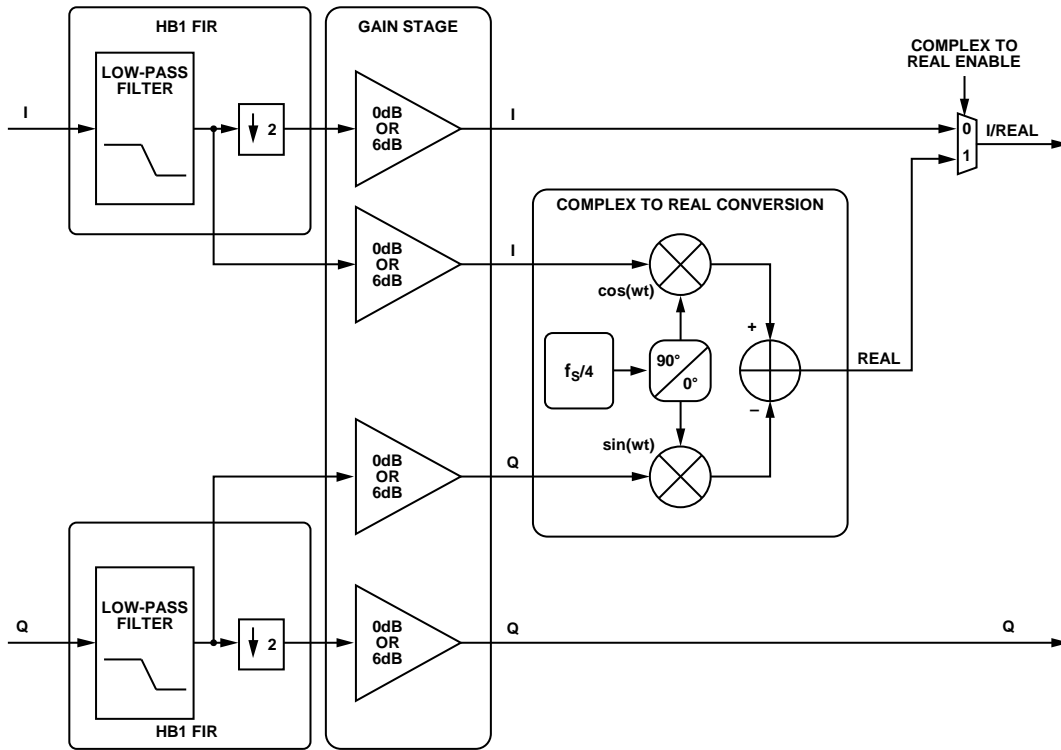 HB1 FIR
GAIN STAGE
COMPLEX TO
REAL ENABLE
LOW-PASS
FILTER
I
2
0dB
OR
6dB
I
0
1
I/REAL
0dB
OR
6dB
I
COMPLEX TO REAL CONVERSION
cos(wt)
+
fS/4
90°
0°
REAL
–
sin(wt)
0dB
OR
6dB
Q
LOW-PASS
FILTER
Q
2
0dB
OR
6dB
Q
Q
HB1 FIR